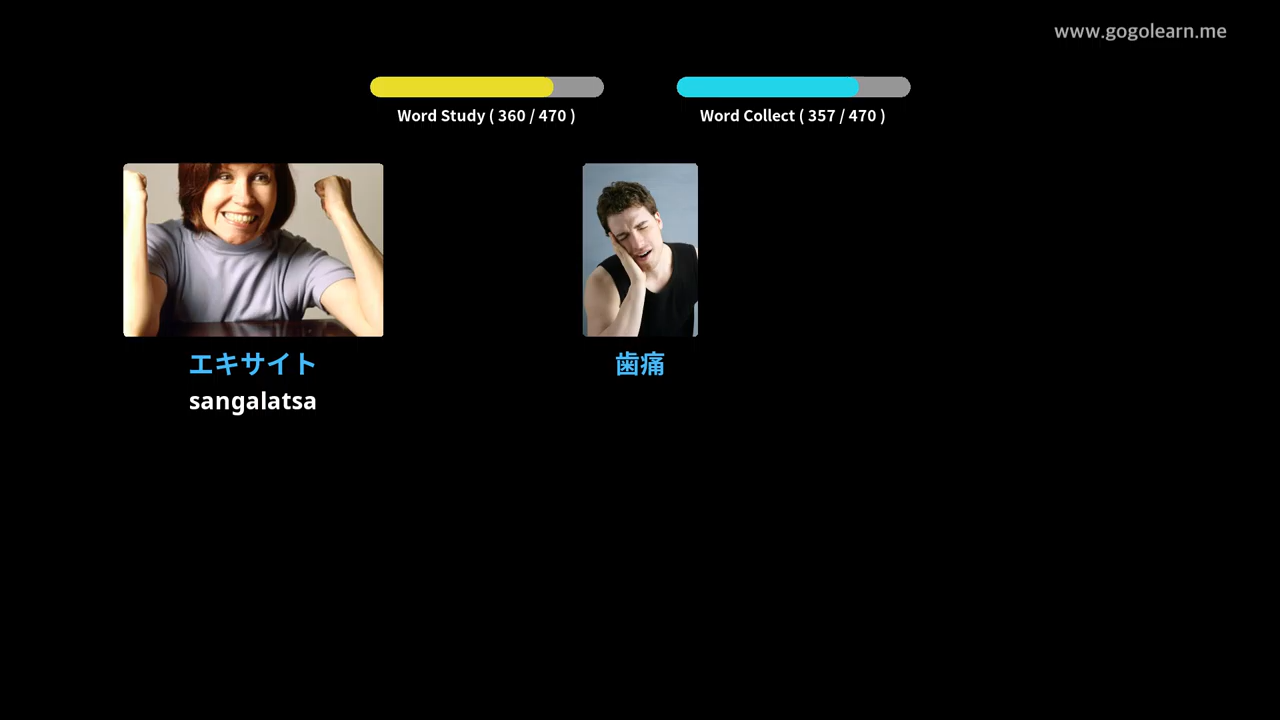 www.gogolearn.me
Word Study ( 360 / 470 )
Word Collect ( 357 / 470 )
エキサイト
sangalatsa
歯痛